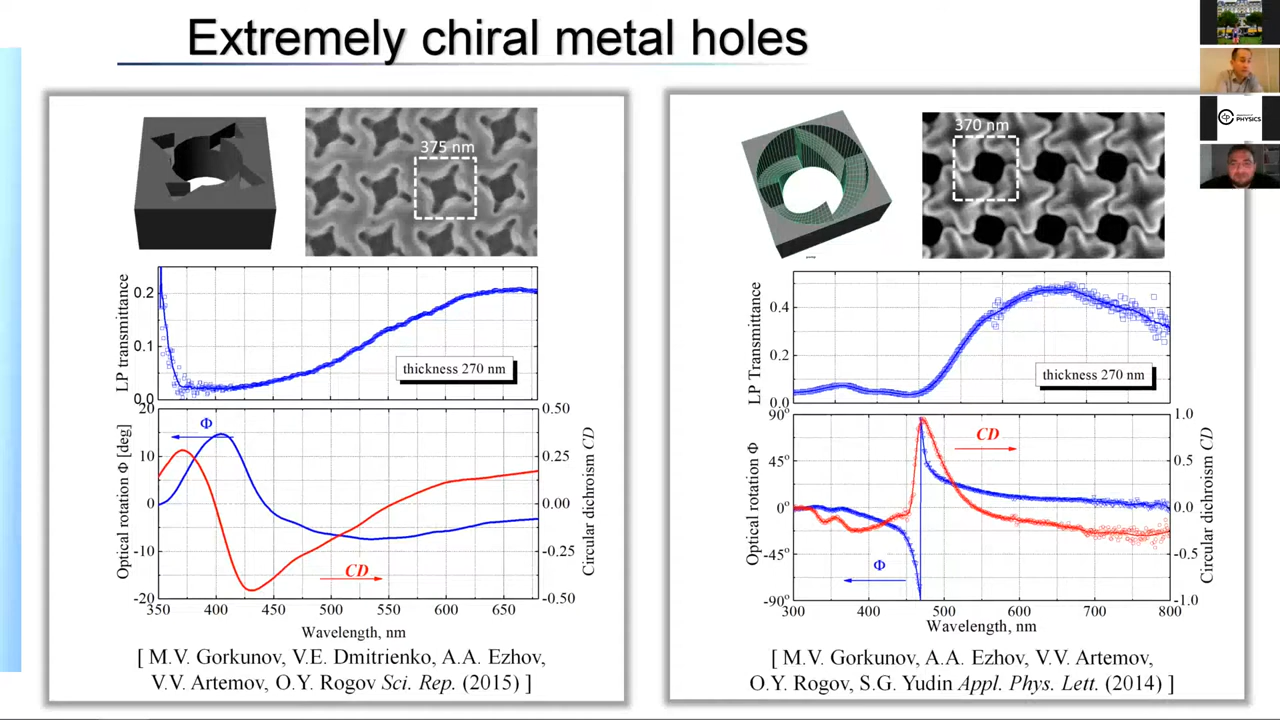 Extremely chiral metal holes
375 nm
LP transmittance
0.2
0.1
0.0
thickness 270 nm
Optical rotation Φ [deg]
20
10
0
-10
-20
Φ
CD
0.50
0.25
0.00
-0.25
-0.50
Circular dichroism CD
350 400 450 500 550 600 650
Wavelength, nm
[ M.V. Gorkunov, V.E. Dmitrienko, A.A. Ezhov,
V.V. Artemov, O.Y. Rogov Sci. Rep. (2015) ]
370 nm
LP Transmittance
0.4
0.2
0.0
thickness 270 nm
Optical rotation Φ
90°
45°
0°
-45°
-90°
CD
Φ
1.0
0.5
0.0
-0.5
-1.0
Circular dichroism CD
300 400 500 600 700 800
Wavelength, nm
[ M.V. Gorkunov, A.A. Ezhov, V.V. Artemov,
O.Y. Rogov, S.G. Yudin Appl. Phys. Lett. (2014) ]
PHYSICS